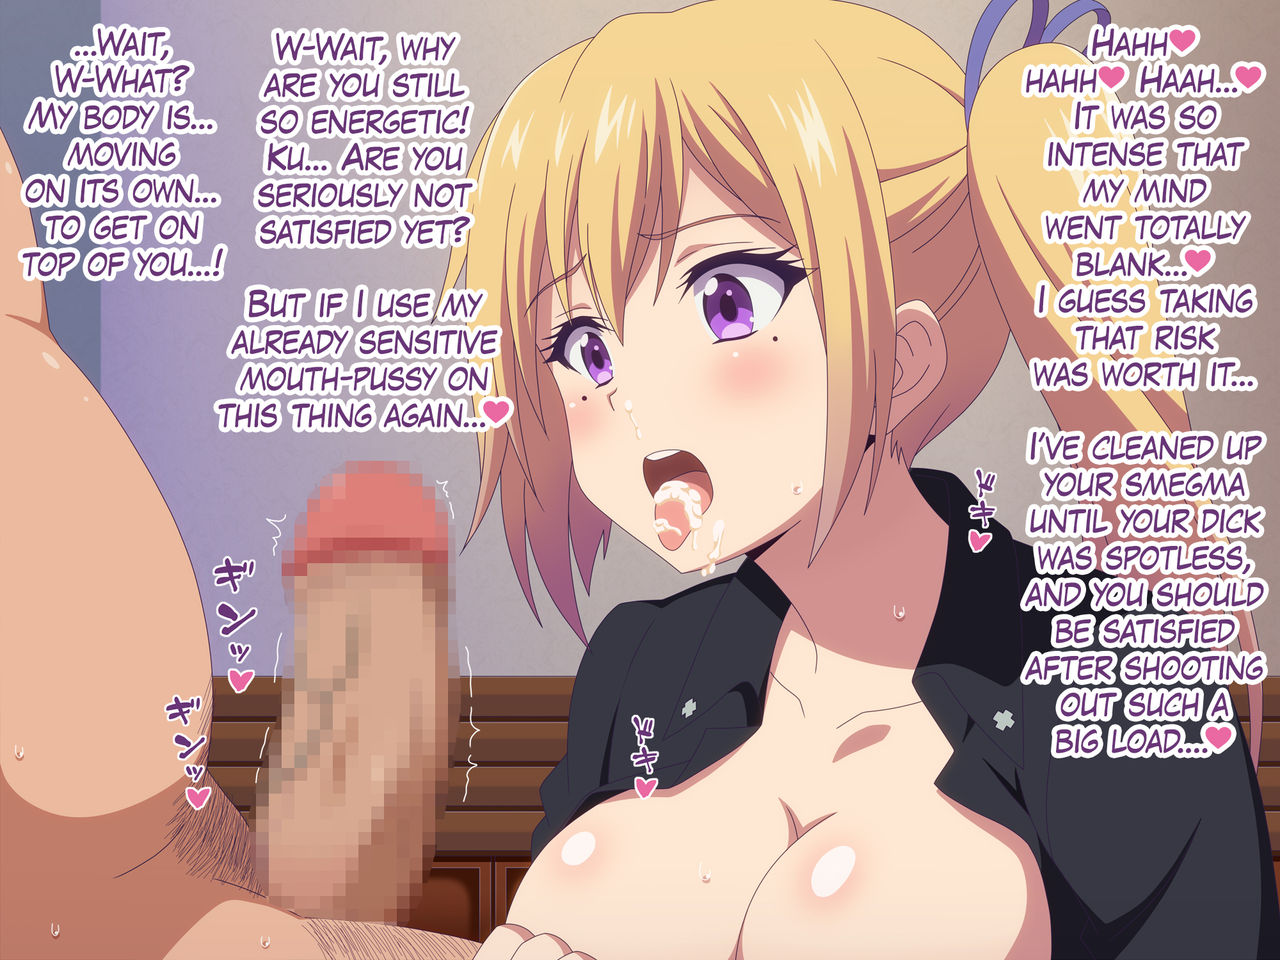 Hahh♥
hahh♥ Haah...♥
It was so
intense that
my mind
went totally
blank...♥
I guess taking
that risk
was worth it...
I've cleaned up
your smegma
until your dick
was spotless,
and you should
be satisfied
after shooting
out such a
big load....♥
W-Wait, why
are you still
so energetic!
Ku... Are you
seriously not
satisfied yet?
But if I use my
already sensitive
mouth-pussy on
this thing again...♥
...Wait,
W-What?
My body is...
moving
on its own...
to get on
top of you...!
ドキ♥
ドキ♥
ギンッ♥
ギンッ♥